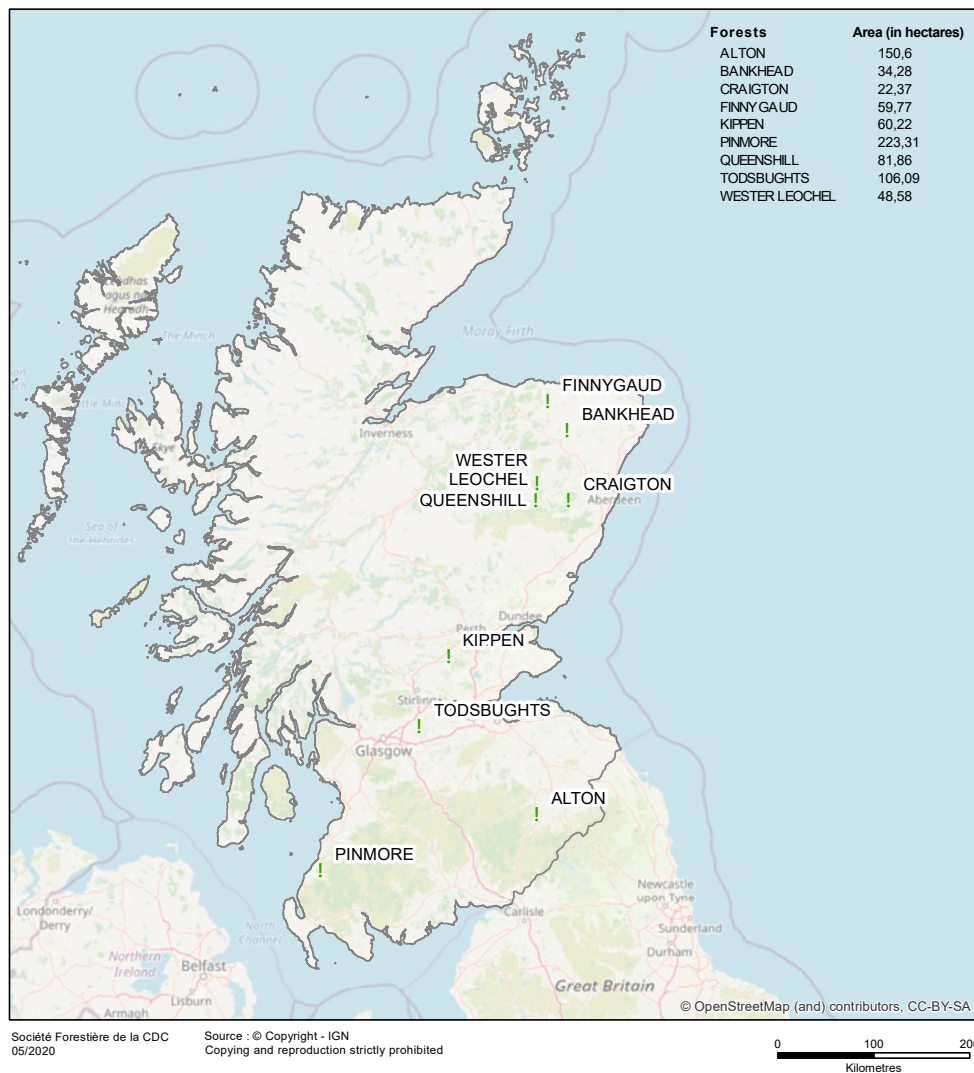 Forests Area (in hectares)
ALTON 150,6
BANKHEAD 34,28
CRAIGTON 22,37
FINNYGAUD 59,77
KIPPEN 60,22
PINMORE 223,31
QUEENSHILL 81,86
TODSBUGHTS 106,09
WESTER LEOCHEL 48,58
agus na
The Minch
Moray Firth
FINNYGAUD
BANKHEAD
Inverness
Skye
WESTER
LEOCHEL
QUEENSHILL
CRAIGTON
Aberdeen
Sea of
the Hebrides
Dundee
Perth
KIPPEN
Stirling
TODSBUGHTS
Glasgow
ALTON
PINMORE
Londonderry/
Derry
North
Channel
Carlisle
Newcastle
upon Tyne
Sunderland
Durham
Northern
Ireland
Belfast
Lisburn
Armagh
Great Britain
© OpenStreetMap (and) contributors, CC-BY-SA
Société Forestière de la CDC
05/2020
Source : © Copyright - IGN
Copying and reproduction strictly prohibited
0 100 200
Kilometres